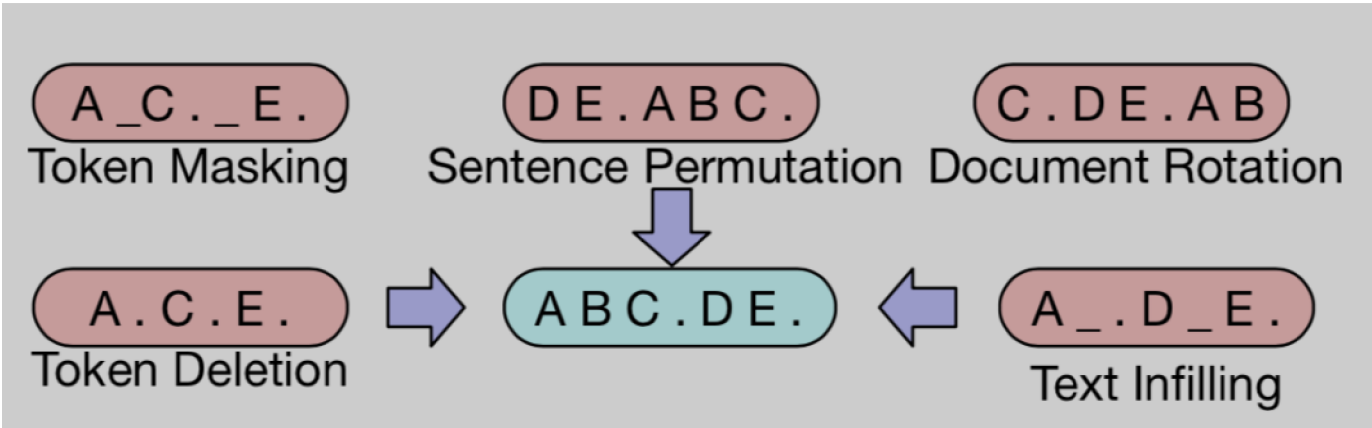 A _C . _ E .
D E . A B C .
C . D E . A B
Token Masking
Sentence Permutation
Document Rotation
A . C . E .
A B C . D E .
A _ . D _ E .
Token Deletion
Text Infilling